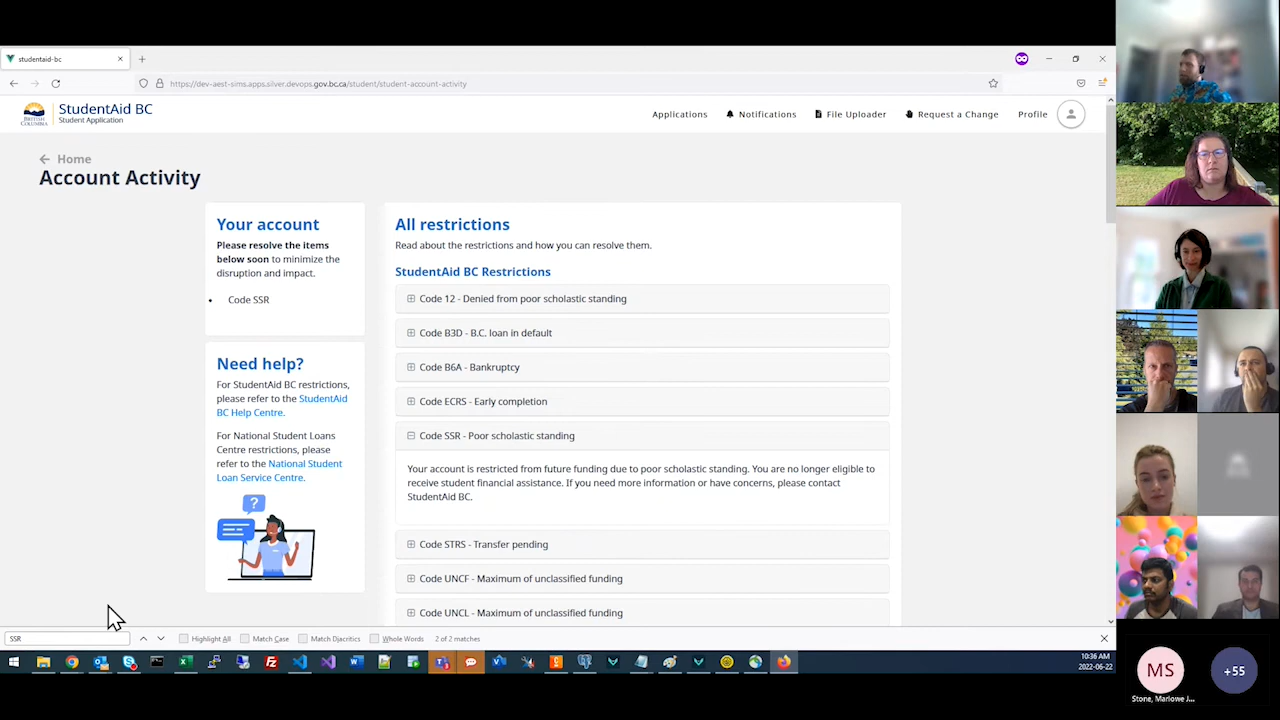 studentaid-bc
https://dev-aest-sims.apps.silver.devops.gov.bc.ca/student/student-account-activity
BRITISH COLUMBIA
StudentAid BC
Student Application
Applications
Notifications
File Uploader
Request a Change
Profile
Home
Account Activity
Your account
Please resolve the items
below soon to minimize the
disruption and impact.
Code SSR
Need help?
For StudentAid BC restrictions,
please refer to the StudentAid
BC Help Centre.
For National Student Loans
Centre restrictions, please
refer to the National Student
Loan Service Centre.
?
All restrictions
Read about the restrictions and how you can resolve them.
StudentAid BC Restrictions
Code 12 - Denied from poor scholastic standing
Code B3D - B.C. loan in default
Code B6A - Bankruptcy
Code ECRS - Early completion
Code SSR - Poor scholastic standing
Your account is restricted from future funding due to poor scholastic standing. You are no longer eligible to
receive student financial assistance. If you need more information or have concerns, please contact
StudentAid BC.
Code STRS - Transfer pending
Code UNCF - Maximum of unclassified funding
Code UNCL - Maximum of unclassified funding
SSR
Highlight All
Match Case
Match Diacritics
Whole Words
2 of 2 matches
10:36 AM
2022-06-22
MS
Stone, Marlowe J...
+55